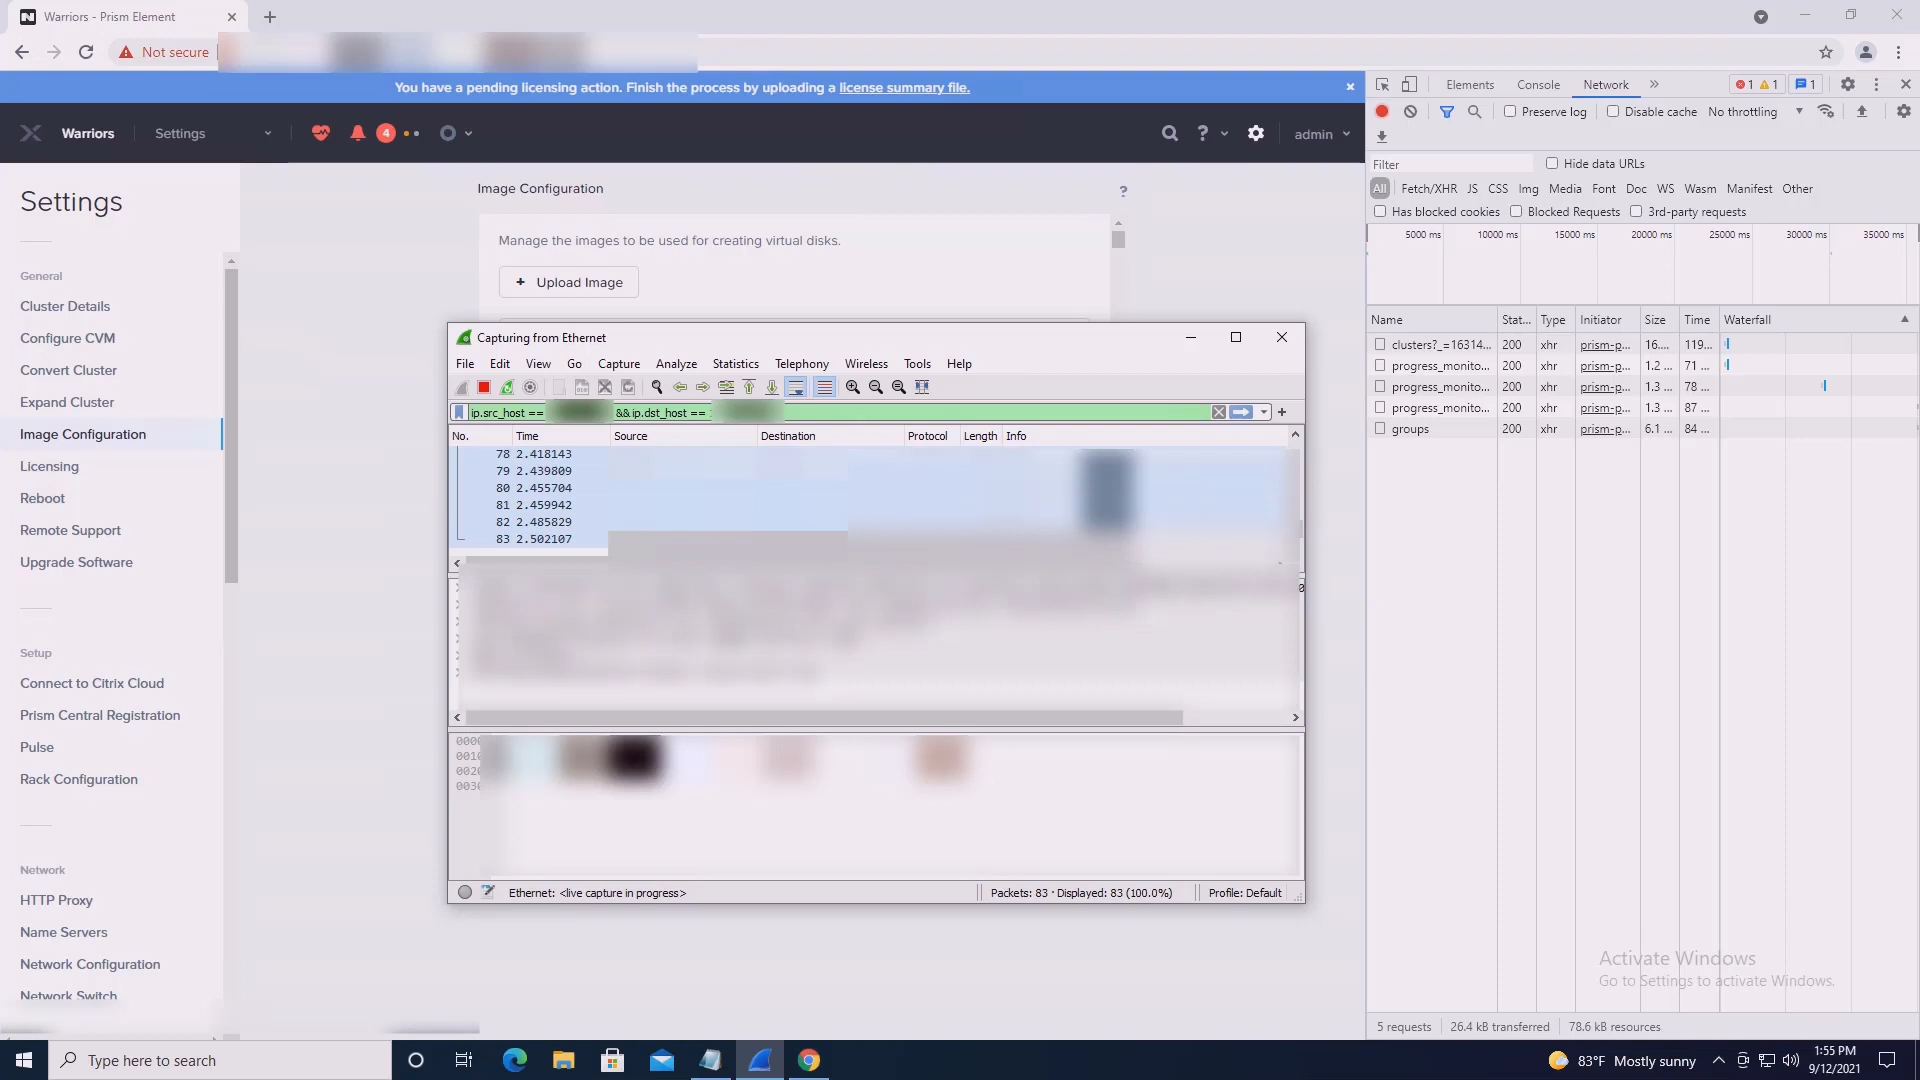 Warriors - Prism Element
Not secure
You have a pending licensing action. Finish the process by uploading a license summary file.
Warriors
Settings
4
?
admin
Settings
General
Cluster Details
Configure CVM
Convert Cluster
Expand Cluster
Image Configuration
Licensing
Reboot
Remote Support
Upgrade Software
Setup
Connect to Citrix Cloud
Prism Central Registration
Pulse
Rack Configuration
Network
HTTP Proxy
Name Servers
Network Configuration
Network Switch
Image Configuration
?
Manage the images to be used for creating virtual disks.
+ Upload Image
Capturing from Ethernet
File Edit View Go Capture Analyze Statistics Telephony Wireless Tools Help
ip.src_host == &&ip.dst_host ==
No. Time Source Destination Protocol Length Info
78 2.418143
79 2.439809
80 2.455704
81 2.459942
82 2.485829
83 2.502107
Ethernet: <live capture in progress>
Packets: 83 · Displayed: 83 (100.0%)
Profile: Default
Elements Console Network
1 1 1
Preserve log Disable cache No throttling
Filter Hide data URLs
All Fetch/XHR JS CSS Img Media Font Doc WS Wasm Manifest Other
Has blocked cookies Blocked Requests 3rd-party requests
5000 ms 10000 ms 15000 ms 20000 ms 25000 ms 30000 ms 35000 ms
Name Stat... Type Initiator Size Time Waterfall
clusters?_=16314... 200 xhr prism-p... 16.... 119...
progress_monito... 200 xhr prism-p... 1.2 ... 71 ...
progress_monito... 200 xhr prism-p... 1.3 ... 78 ...
progress_monito... 200 xhr prism-p... 1.3 ... 87 ...
groups 200 xhr prism-p... 6.1 ... 84 ...
Activate Windows
Go to Settings to activate Windows.
5 requests 26.4 kB transferred 78.6 kB resources
Type here to search
83°F Mostly sunny
1:55 PM
9/12/2021